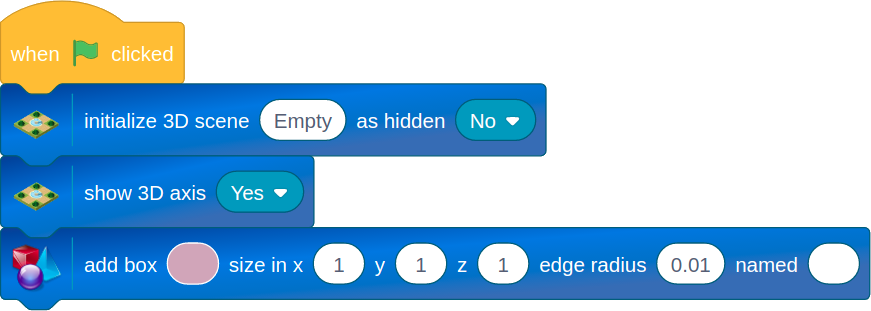 when clicked
initialize 3D scene Empty as hidden No
show 3D axis Yes
add box size in x 1 y 1 z 1 edge radius 0.01 named